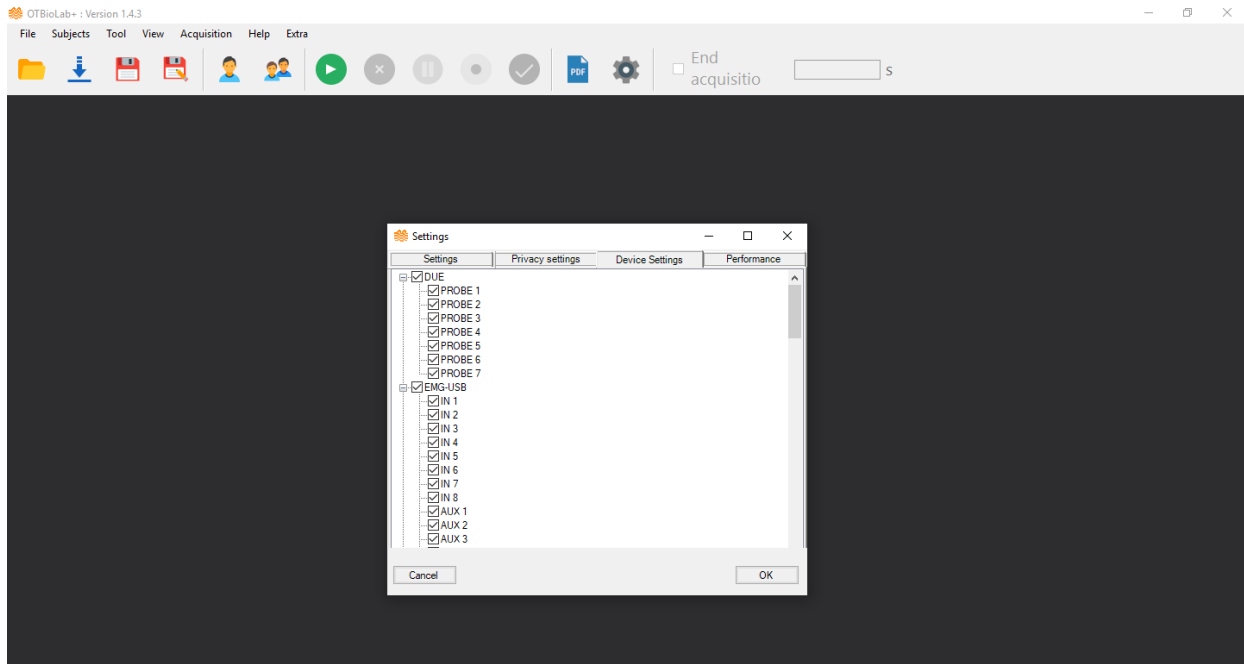 OTBioLab+ : Version 1.4.3
File Subjects Tool View Acquisition Help Extra
PDF
End
acquisitio
s
Settings
Settings Privacy settings Device Settings Performance
DUE
PROBE 1
PROBE 2
PROBE 3
PROBE 4
PROBE 5
PROBE 6
PROBE 7
EMG-USB
IN 1
IN 2
IN 3
IN 4
IN 5
IN 6
IN 7
IN 8
AUX 1
AUX 2
AUX 3
Cancel OK